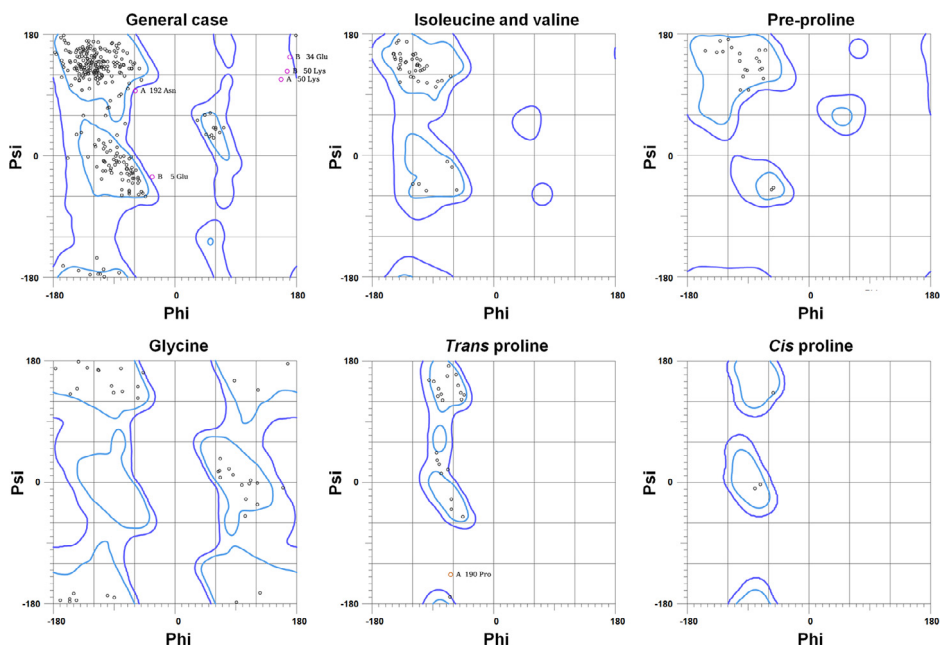 General case
Isoleucine and valine
Pre-proline
180
B 34 Glu
B 50 Lys
A 50 Lys
A 192 Asn
B 5 Glu
0
-180
Psi
-180 0 180
Phi
180
0
-180
Psi
-180 0 180
Phi
180
0
-180
Psi
-180 0 180
Phi
Glycine
Trans proline
Cis proline
180
0
-180
Psi
-180 0 180
Phi
180
0
A 190 Pro
-180
Psi
-180 0 180
Phi
180
0
-180
Psi
-180 0 180
Phi